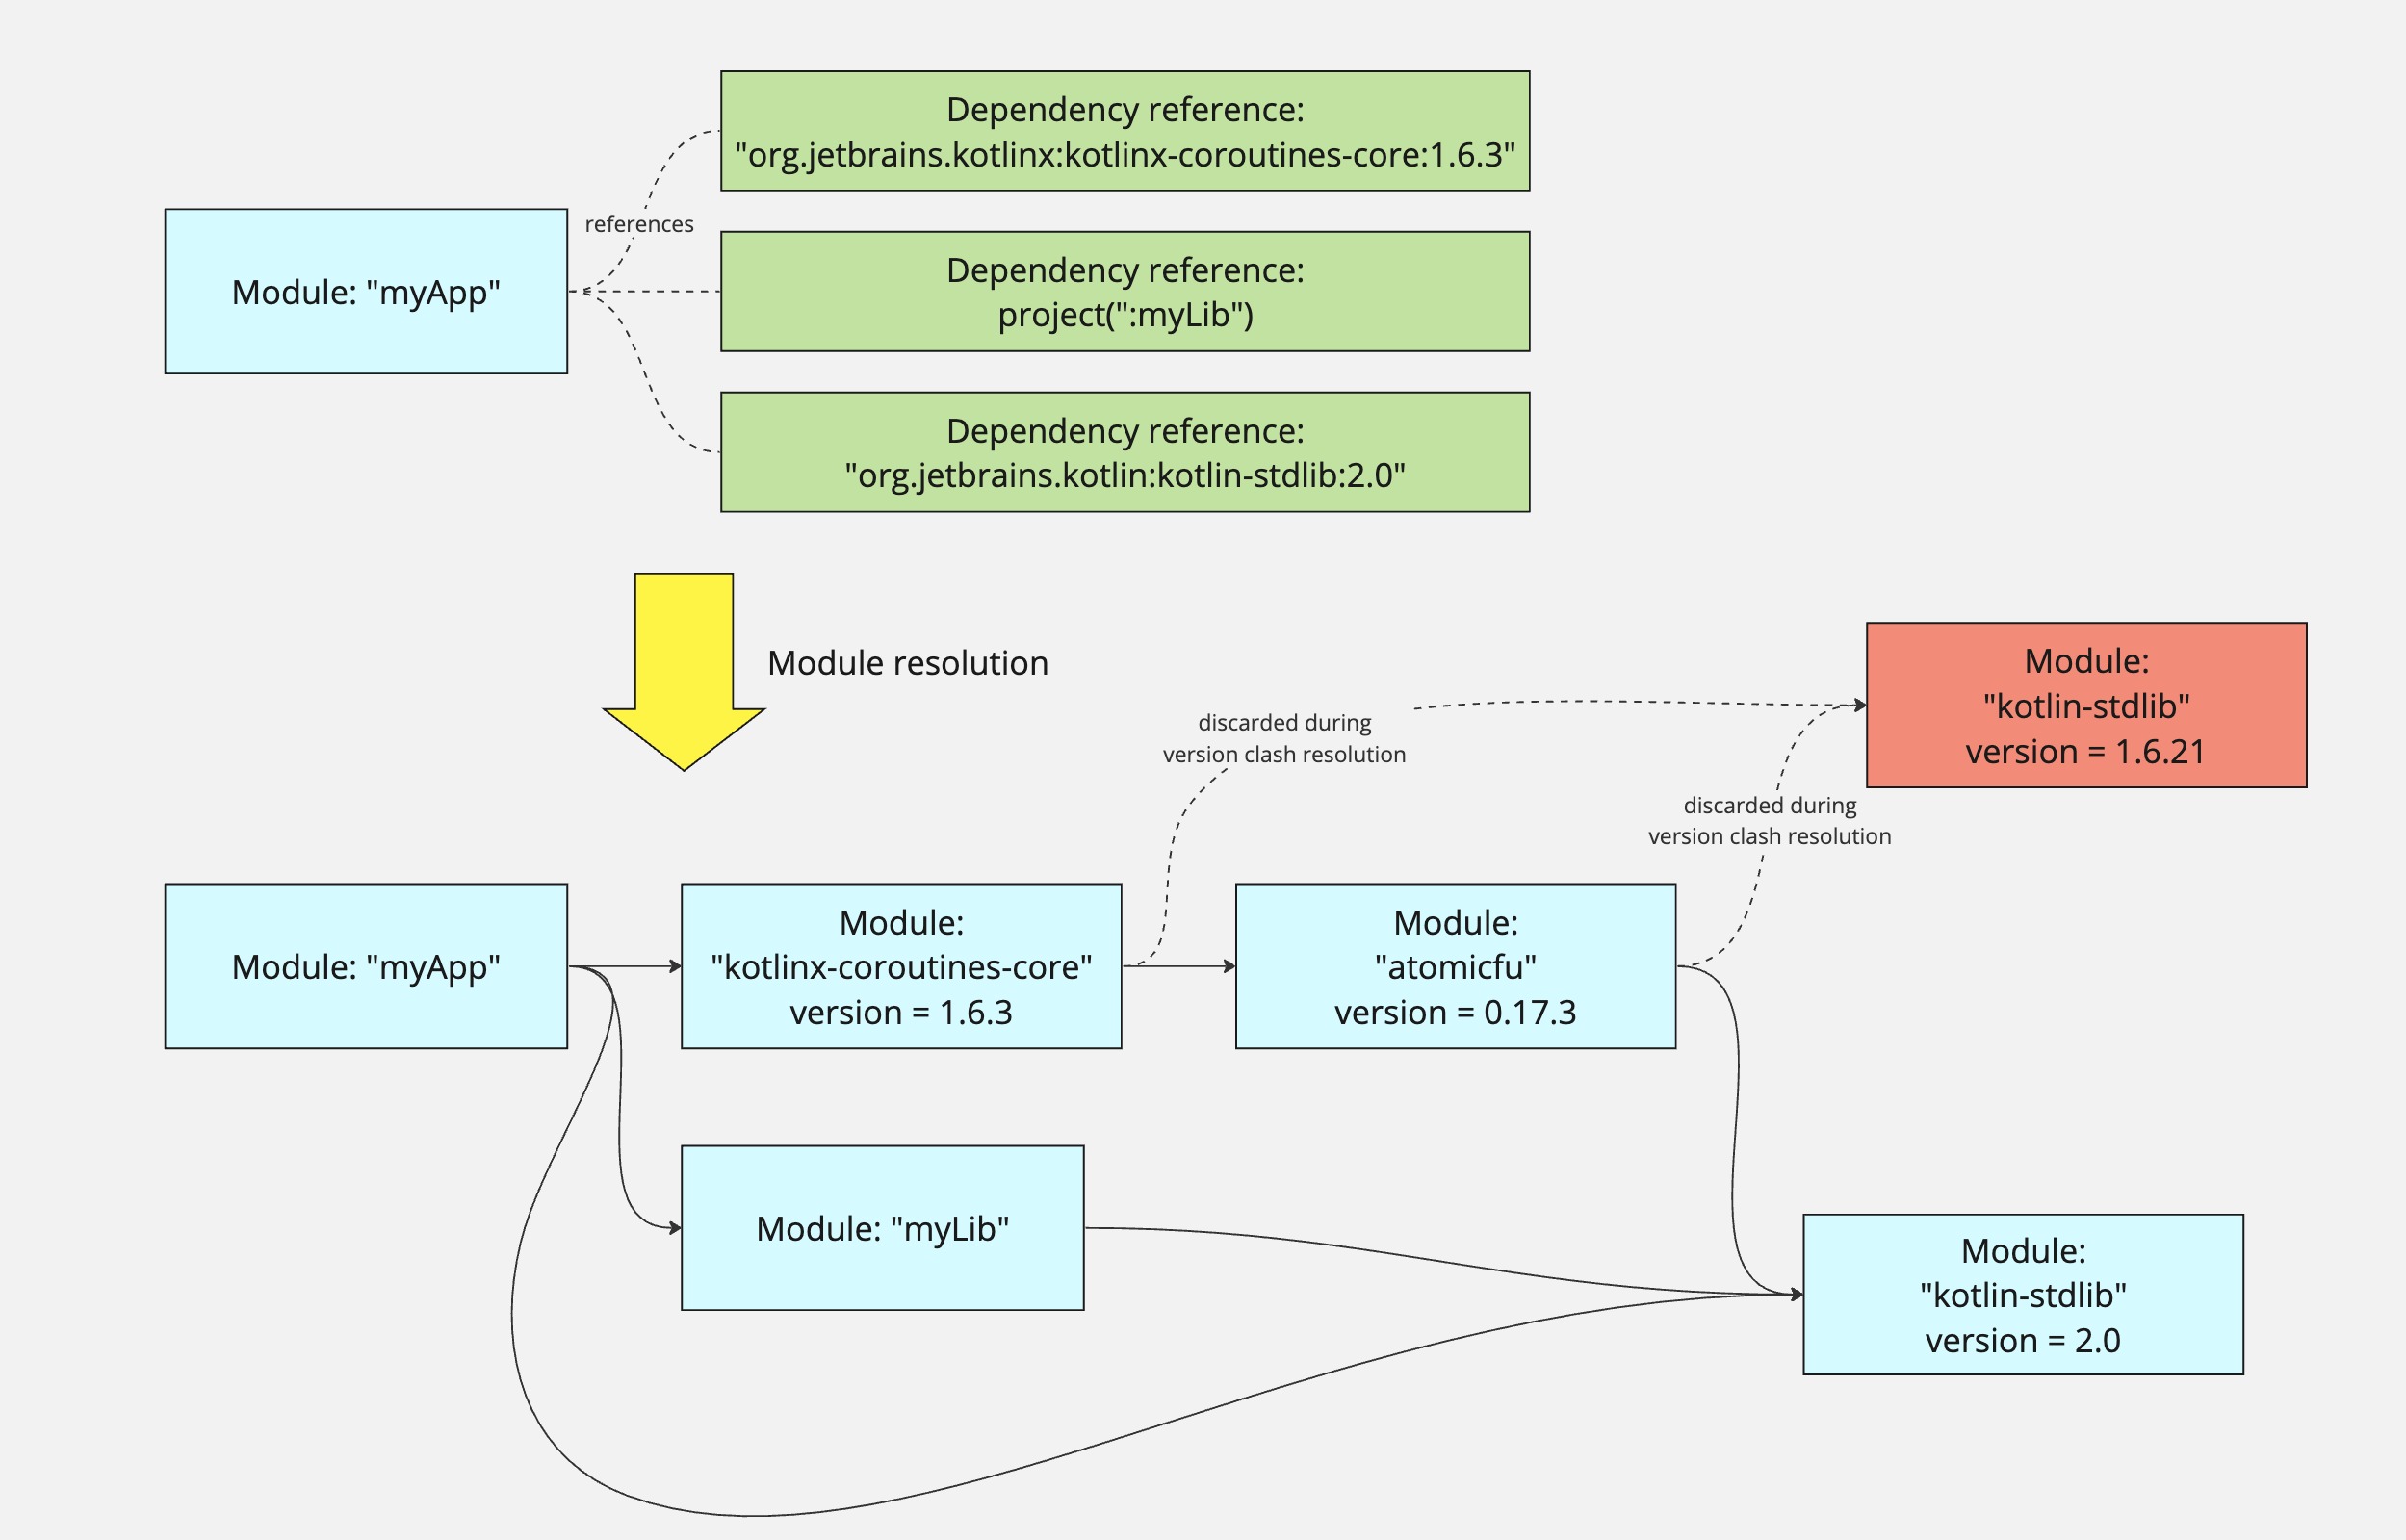 Dependency reference:
"org.jetbrains.kotlinx:kotlinx-coroutines-core:1.6.3"
references
Module: "myApp"
Dependency reference:
project(":myLib")
Dependency reference:
"org.jetbrains.kotlin:kotlin-stdlib:2.0"
Module resolution
Module:
"kotlin-stdlib"
version = 1.6.21
discarded during
version clash resolution
discarded during
version clash resolution
Module: "myApp"
Module:
"kotlinx-coroutines-core"
version = 1.6.3
Module:
"atomicfu"
version = 0.17.3
Module: "myLib"
Module:
"kotlin-stdlib"
version = 2.0